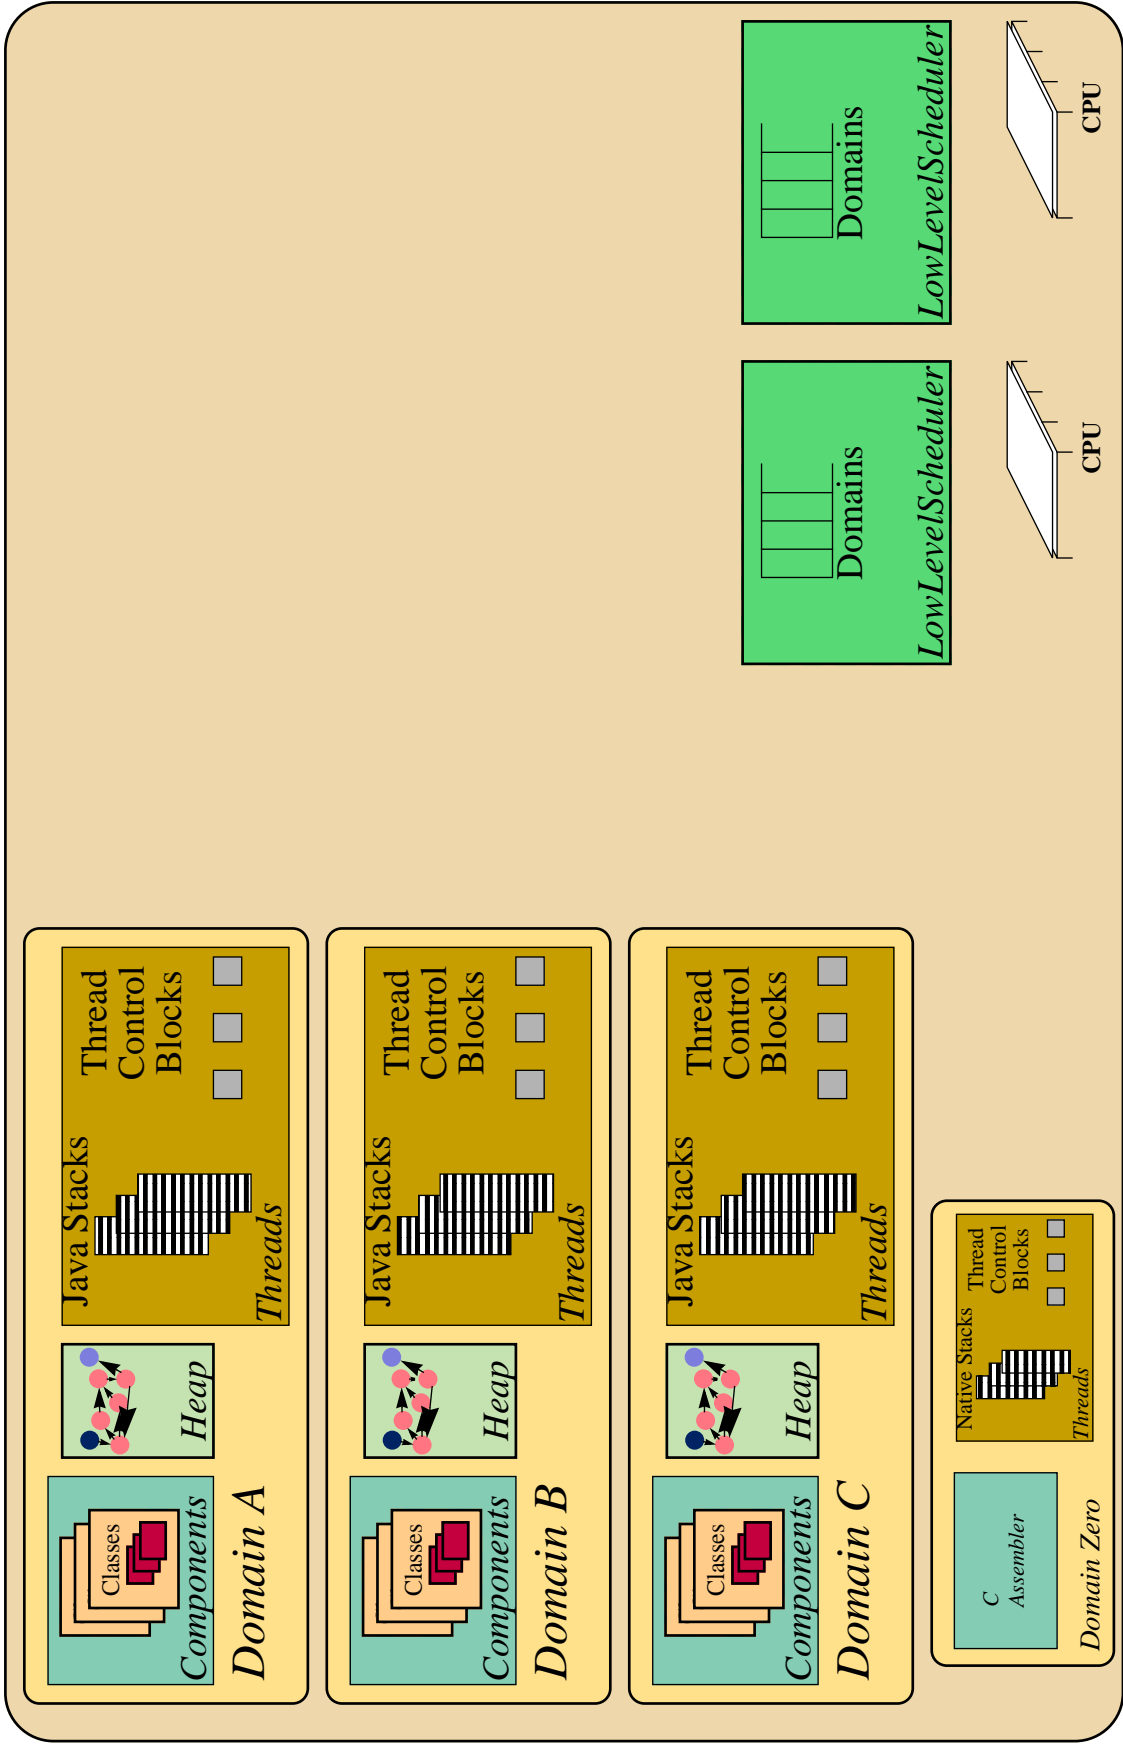 Classes
Components
Heap
Java Stacks
Threads
Thread
Control
Blocks
Domain A
Classes
Components
Heap
Java Stacks
Threads
Thread
Control
Blocks
Domain B
Classes
Components
Heap
Java Stacks
Threads
Thread
Control
Blocks
Domain C
C
Assembler
Native Stacks
Threads
Thread
Control
Blocks
Domain Zero
Domains
LowLevelScheduler
CPU
Domains
LowLevelScheduler
CPU